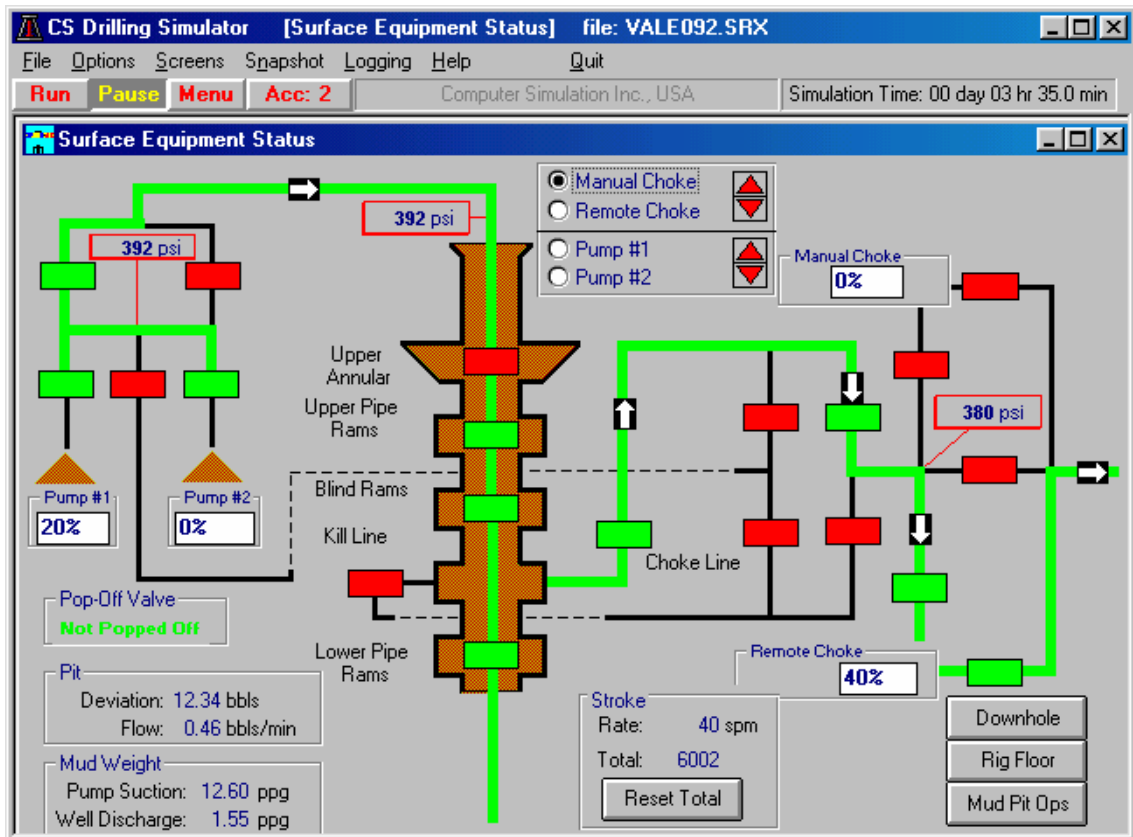 CS Drilling Simulator [Surface Equipment Status] file: VALE092.SRX
File Options Screens Snapshot Logging Help Quit
Run Pause Menu Acc: 2 Computer Simulation Inc., USA Simulation Time: 00 day 03 hr 35.0 min
Surface Equipment Status
Manual Choke
Remote Choke
Pump #1
Pump #2
392 psi
392 psi
Manual Choke
0%
Upper
Annular
Upper Pipe
Rams
380 psi
Blind Rams
Kill Line
Choke Line
Pump #1
20%
Pump #2
0%
Pop-Off Valve
Not Popped Off
Lower Pipe
Rams
Remote Choke
40%
Pit
Deviation: 12.34 bbls
Flow: 0.46 bbls/min
Stroke
Rate: 40 spm
Total: 6002
Reset Total
Downhole
Rig Floor
Mud Pit Ops
Mud Weight
Pump Suction: 12.60 ppg
Well Discharge: 1.55 ppg